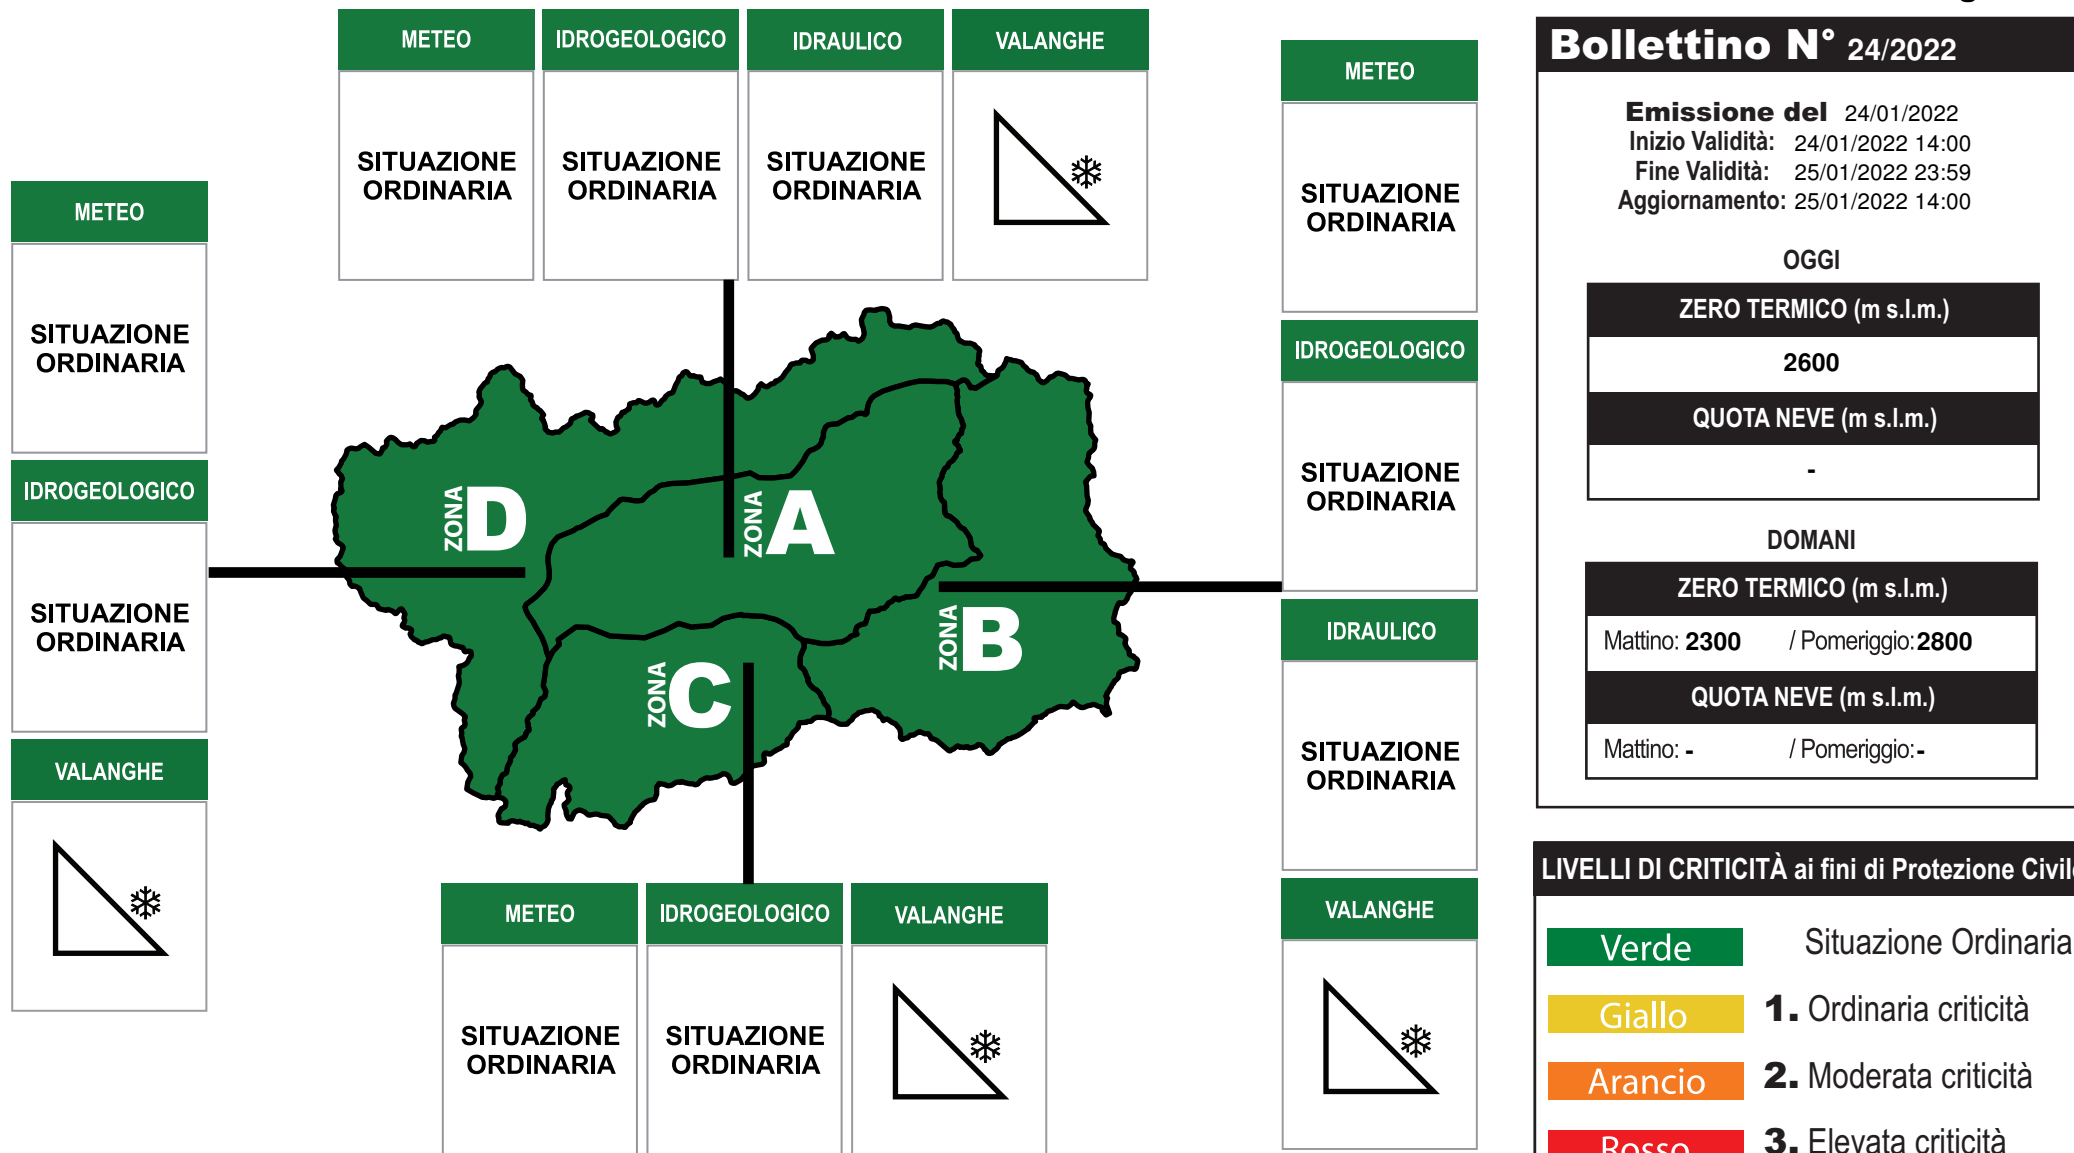 METEO
IDROGEOLOGICO
IDRAULICO
VALANGHE
SITUAZIONE
ORDINARIA
SITUAZIONE
ORDINARIA
SITUAZIONE
ORDINARIA
METEO
SITUAZIONE
ORDINARIA
IDROGEOLOGICO
SITUAZIONE
ORDINARIA
VALANGHE
ZONA D
ZONA A
ZONA B
ZONA C
METEO
SITUAZIONE
ORDINARIA
IDROGEOLOGICO
SITUAZIONE
ORDINARIA
IDRAULICO
SITUAZIONE
ORDINARIA
VALANGHE
METEO
IDROGEOLOGICO
VALANGHE
SITUAZIONE
ORDINARIA
SITUAZIONE
ORDINARIA
Bollettino N° 24/2022
Emissione del 24/01/2022
Inizio Validità: 24/01/2022 14:00
Fine Validità: 25/01/2022 23:59
Aggiornamento: 25/01/2022 14:00
OGGI
ZERO TERMICO (m s.l.m.)
2600
QUOTA NEVE (m s.l.m.)
-
DOMANI
ZERO TERMICO (m s.l.m.)
Mattino: 2300 / Pomeriggio: 2800
QUOTA NEVE (m s.l.m.)
Mattino: - / Pomeriggio: -
LIVELLI DI CRITICITÀ ai fini di Protezione Civile
Verde Situazione Ordinaria
Giallo 1. Ordinaria criticità
Arancio 2. Moderata criticità
Rosso 3. Elevata criticità